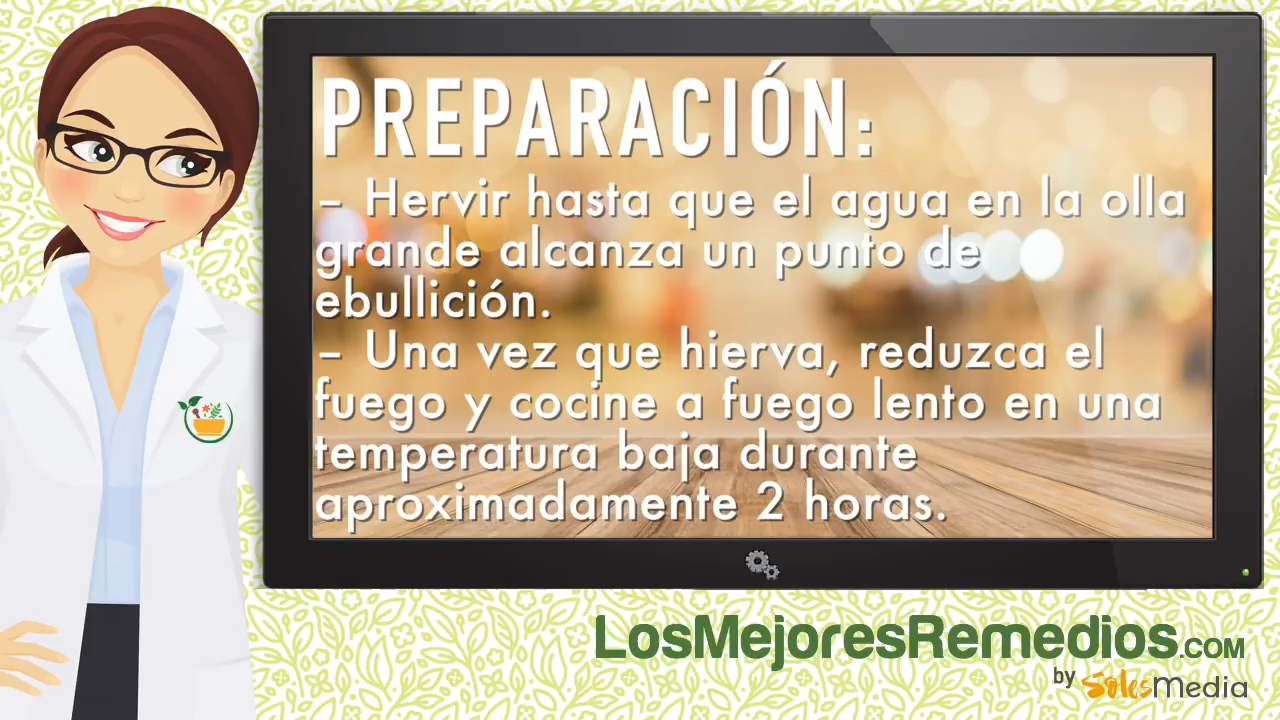 PREPARACIÓN:
– Hervir hasta que el agua en la olla
grande alcanza un punto de
ebullición.
– Una vez que hierva, reduzca el
fuego y cocine a fuego lento en una
temperatura baja durante
aproximadamente 2 horas.
LosMejoresRemedios.com
by SolesMedia